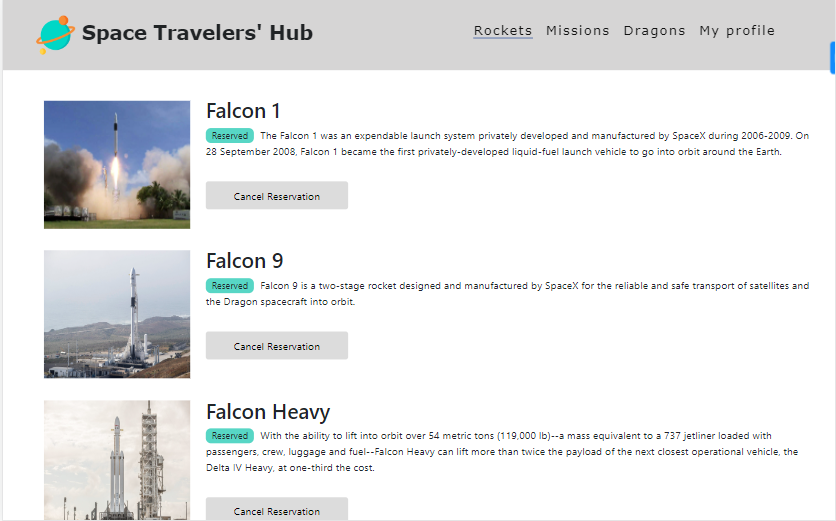 Space Travelers' Hub
Rockets Missions Dragons My profile
Falcon 1
Reserved The Falcon 1 was an expendable launch system privately developed and manufactured by SpaceX during 2006-2009. On
28 September 2008, Falcon 1 became the first privately-developed liquid-fuel launch vehicle to go into orbit around the Earth.
Cancel Reservation
Falcon 9
Reserved Falcon 9 is a two-stage rocket designed and manufactured by SpaceX for the reliable and safe transport of satellites and
the Dragon spacecraft into orbit.
Cancel Reservation
Falcon Heavy
Reserved With the ability to lift into orbit over 54 metric tons (119,000 lb)--a mass equivalent to a 737 jetliner loaded with
passengers, crew, luggage and fuel--Falcon Heavy can lift more than twice the payload of the next closest operational vehicle, the
Delta IV Heavy, at one-third the cost.
Cancel Reservation